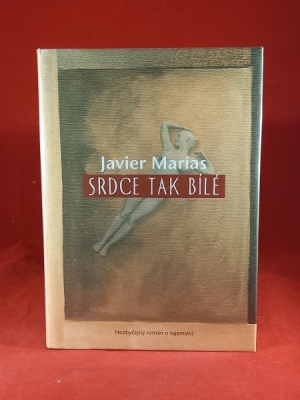 Javier Marías
SRDCE TAK BÍLÉ
Neobyčejný román o tajemství